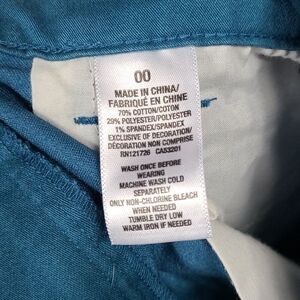 00
MADE IN CHINA/
FABRIQUÉ EN CHINE
70% COTTON/COTON
29% POLYESTER/POLYESTER
1% SPANDEX/SPANDEX
EXCLUSIVE OF DECORATION/
DÉCORATION NON COMPRISE
RN121726 CA53201
WASH ONCE BEFORE
WEARING
MACHINE WASH COLD
SEPARATELY
ONLY NON-CHLORINE BLEACH
WHEN NEEDED
TUMBLE DRY LOW
WARM IRON IF NEEDED